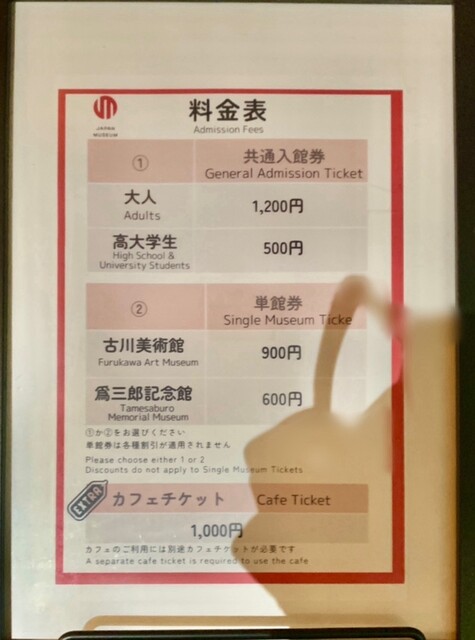 JAPAN
MUSEUM
料金表
Admission Fees
①
共通入館券
General Admission Ticket
大人
Adults
1,200円
高大学生
High School &
University Students
500円
②
単館券
Single Museum Ticke
古川美術館
Furukawa Art Museum
900円
爲三郎記念館
Tamesaburo
Memorial Museum
600円
①か②をお選びください
単館券は各種割引が適用されません
Please choose either 1 or 2
Discounts do not apply to Single Museum Tickets
EXTRA
カフェチケット Cafe Ticket
1,000円
カフェのご利用には別途カフェチケットが必要です
A separate cafe ticket is required to use the cafe